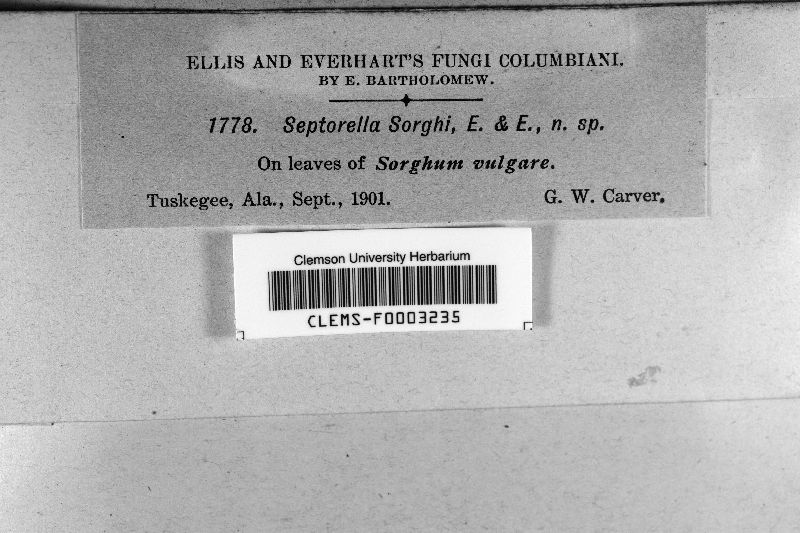 ELLIS AND EVERHART'S FUNGI COLUMBIANI.
BY E. BARTHOLOMEW.
1778. Septorella Sorghi, E. & E., n. sp.
On leaves of Sorghum vulgare.
Tuskegee, Ala., Sept., 1901. G. W. Carver.
Clemson University Herbarium
CLEMS-F0003235